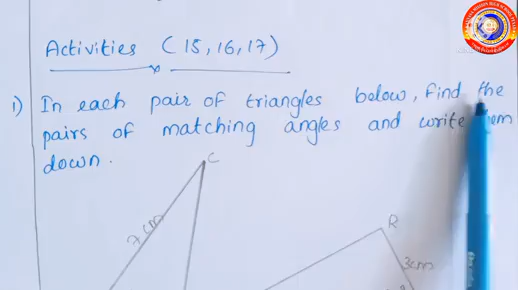 Activities (15, 16, 17)
1) In each pair of triangles below, find the
pairs of matching angles and write
down.
C
7 cm
R
3cm